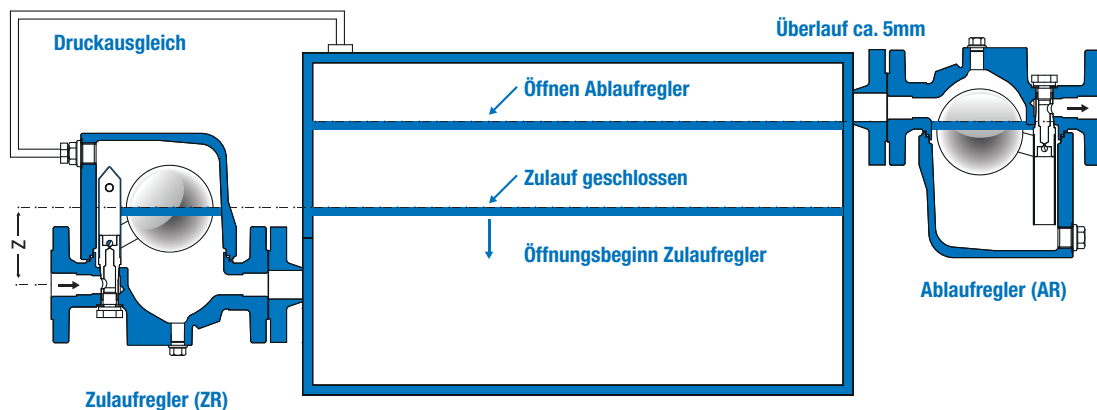 Druckausgleich
Überlauf ca. 5mm
Öffnen Ablaufregler
Zulauf geschlossen
Z
Öffnungsbeginn Zulaufregler
Ablaufregler (AR)
Zulaufregler (ZR)